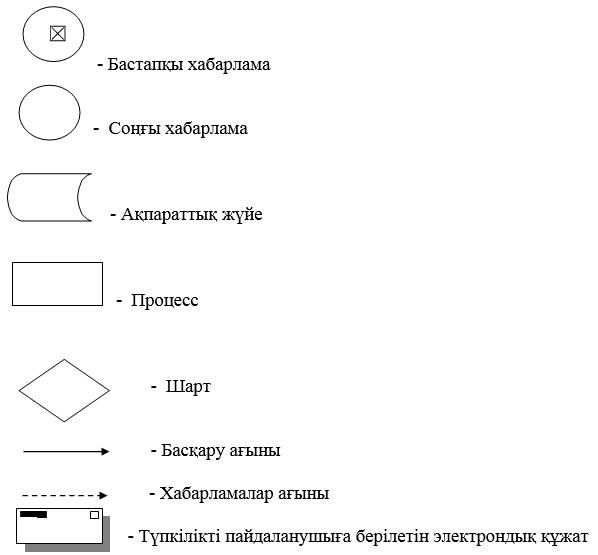 - Бастапқы хабарлама
- Соңғы хабарлама
- Ақпараттық жүйе
- Процесс
- Шарт
- Басқару ағыны
- Хабарламалар ағыны
- Түпкілікті пайдаланушыға берілетін электрондық құжат